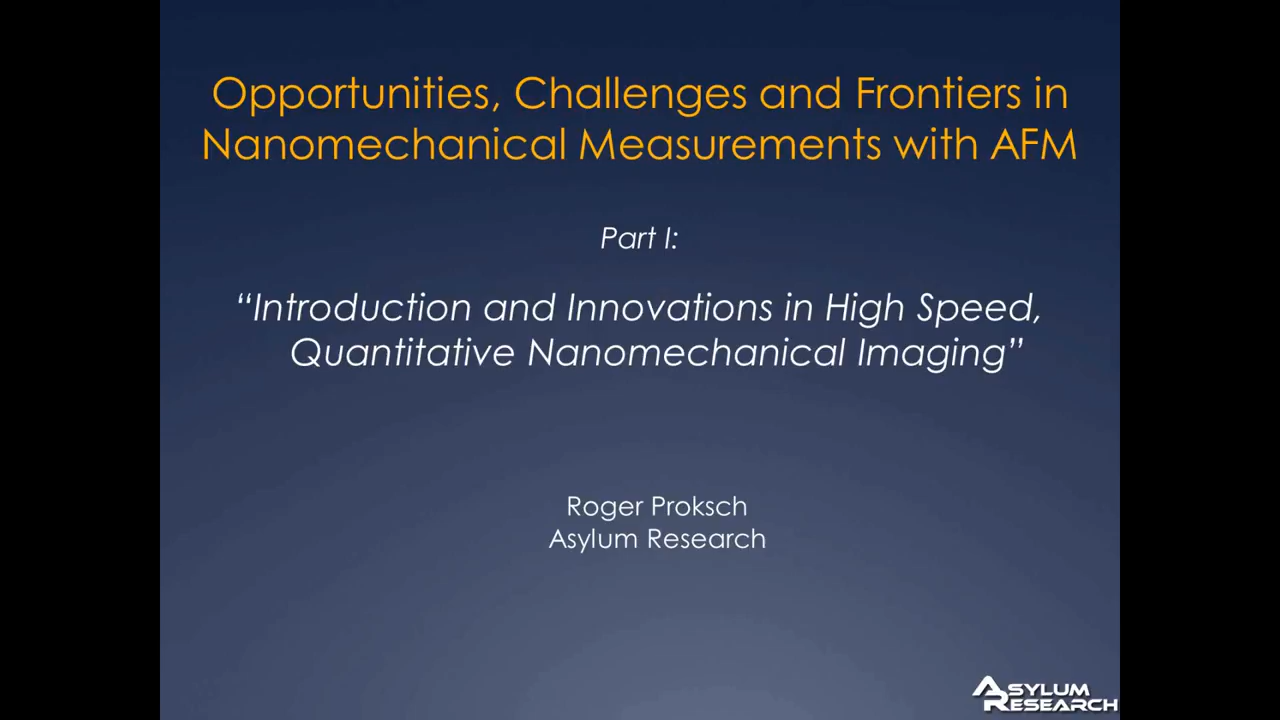 Opportunities, Challenges and Frontiers in
Nanomechanical Measurements with AFM
Part I:
“Introduction and Innovations in High Speed,
Quantitative Nanomechanical Imaging”
Roger Proksch
Asylum Research
ASYLUM
RESEARCH